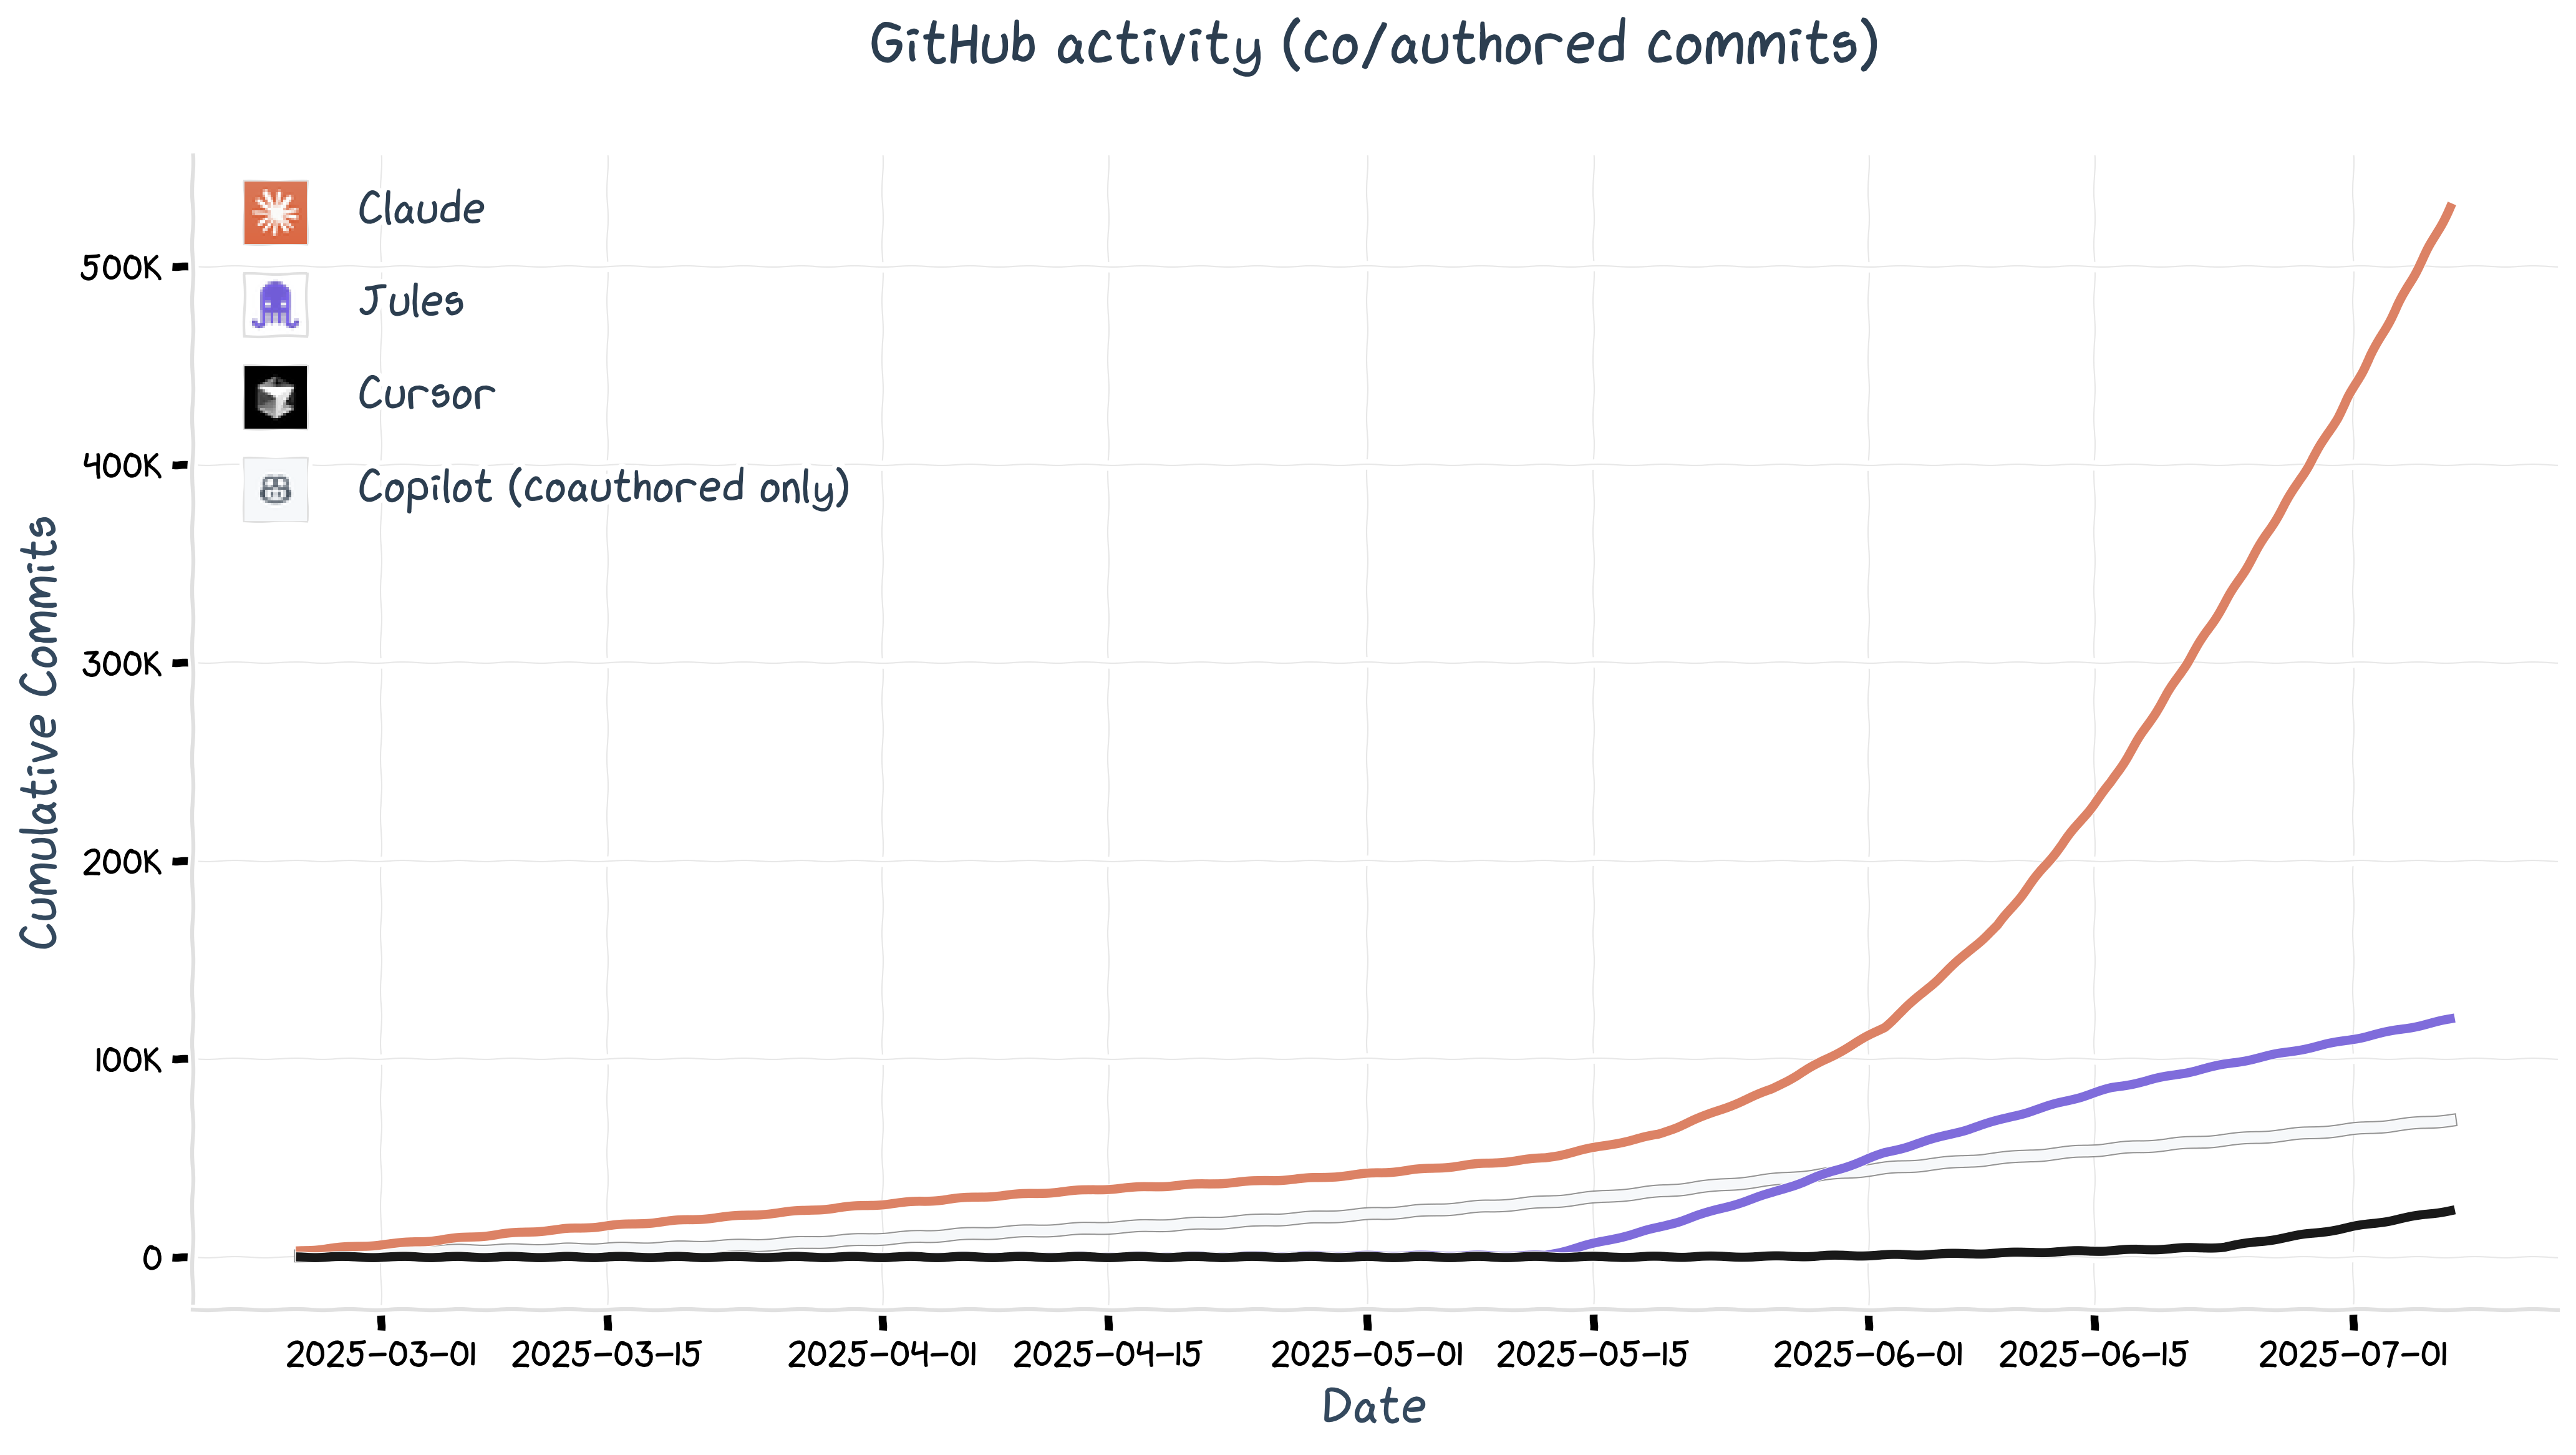 GitHub activity (co/authored commits)
Claude
Jules
Cursor
Copilot (coauthored only)
Cumulative Commits
500K
400K
300K
200K
100K
0
2025-03-01
2025-03-15
2025-04-01
2025-04-15
2025-05-01
2025-05-15
2025-06-01
2025-06-15
2025-07-01
Date